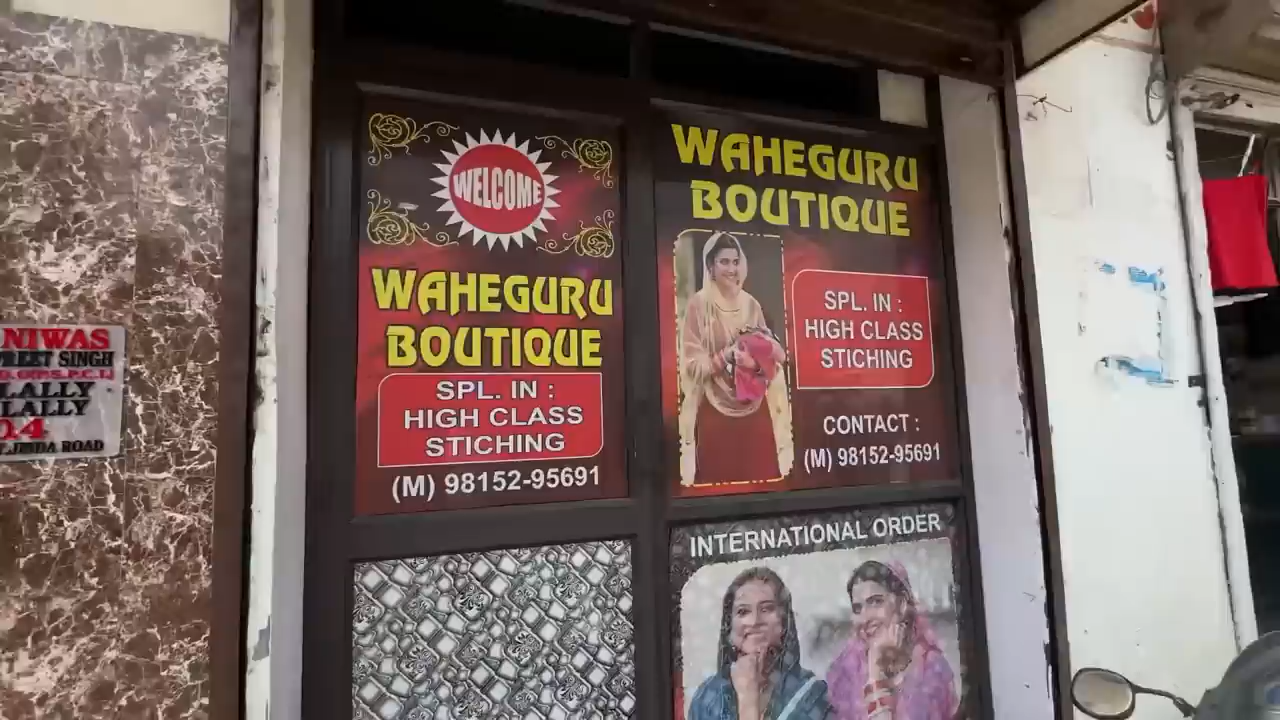 NIWAS
PREET SINGH
LALLY
LALLY
ROAD
WELCOME
WAHEGURU
BOUTIQUE
SPL. IN :
HIGH CLASS
STICHING
(M) 98152-95691
WAHEGURU
BOUTIQUE
SPL. IN :
HIGH CLASS
STICHING
CONTACT :
(M) 98152-95691
INTERNATIONAL ORDER